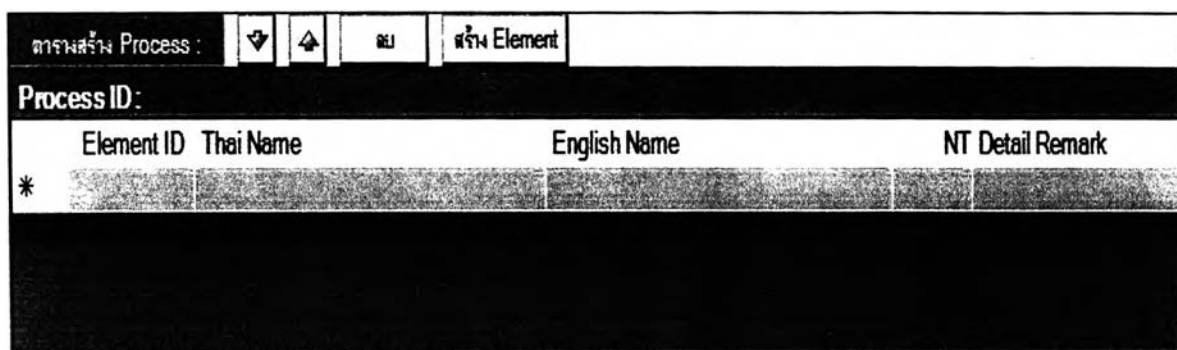 ตารางสร้าง Process : ลบ สร้าง Element
Process ID :
Element ID Thai Name English Name NT Detail Remark
*